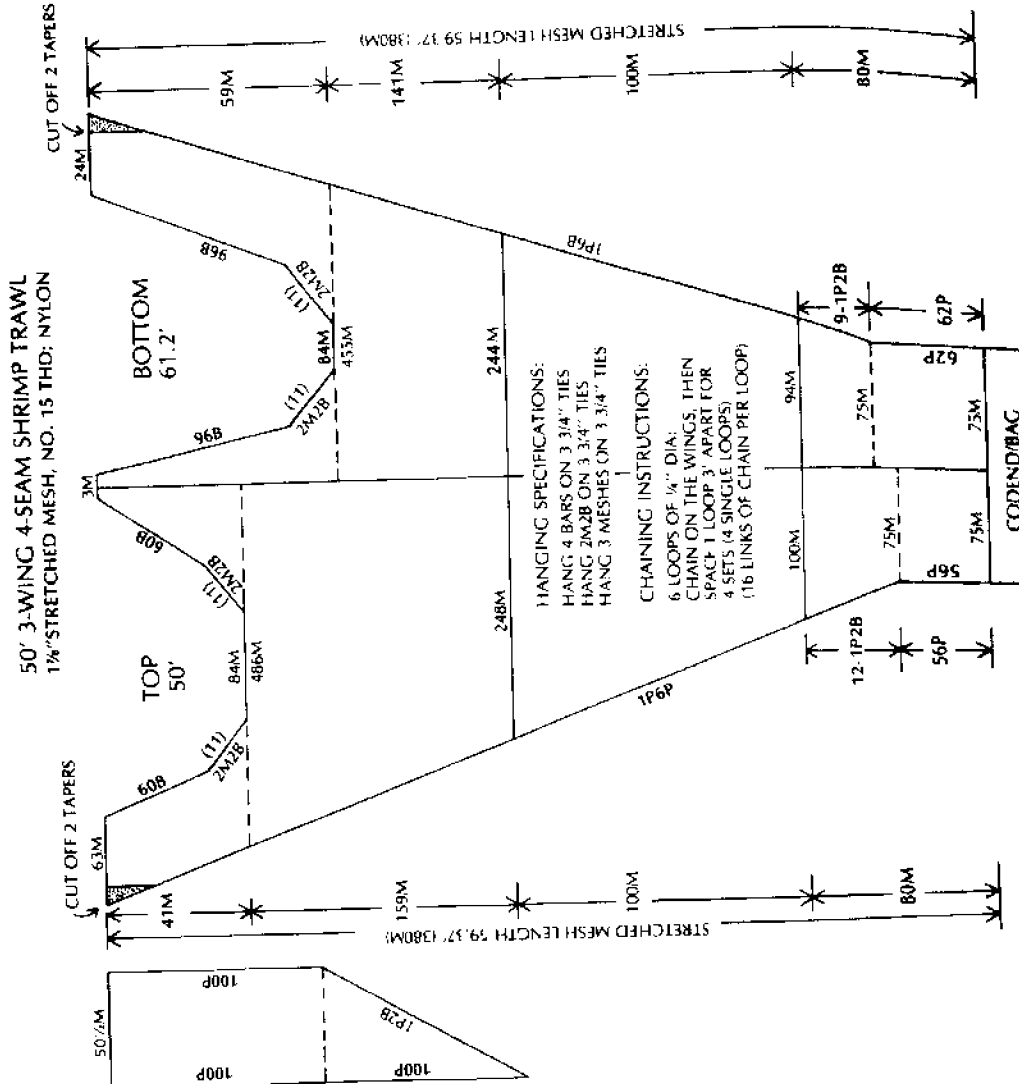 50' 3-WING 4-SEAM SHRIMP TRAWL
1⅞" STRETCHED MESH, NO. 15 THD; NYLON
CUT OFF 2 TAPERS
63M
60B
(11)
2M2B
TOP
50'
84M
486M
(11)
2M2B
60B
3M
96B
(11)
2M2B
BOTTOM
61.2'
84M
455M
(11)
2M2B
96B
24M
CUT OFF 2 TAPERS
STRETCHED MESH LENGTH 59.37' (380M)
59M
141M
100M
80M
STRETCHED MESH LENGTH 59.37' (380M)
41M
159M
100M
80M
50½M
100P
100P
100P
1P2B
248M
244M
1P6P
1P6B
HANGING SPECIFICATIONS:
HANG 4 BARS ON 3 3/4" TIES
HANG 2M2B ON 3 3/4" TIES
HANG 3 MESHES ON 3 3/4" TIES
CHAINING INSTRUCTIONS:
6 LOOPS OF ¼" DIA:
CHAIN ON THE WINGS, THEN
SPACE 1 LOOP 3' APART FOR
4 SETS (4 SINGLE LOOPS)
(16 LINKS OF CHAIN PER LOOP)
100M
94M
12-1P2B
56P
56P
75M
75M
75M
75M
9-1P2B
62P
62P
CODEND/BAG